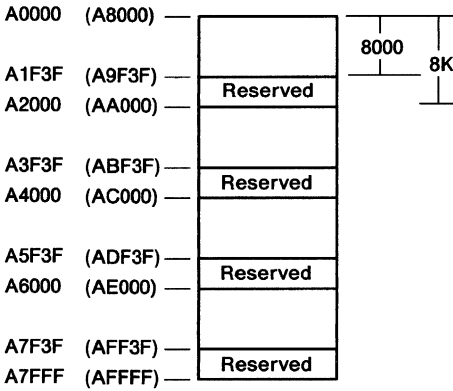 A0000 (A8000)
8000
8K
A1F3F (A9F3F)
Reserved
A2000 (AA000)
A3F3F (ABF3F)
Reserved
A4000 (AC000)
A5F3F (ADF3F)
Reserved
A6000 (AE000)
A7F3F (AFF3F)
Reserved
A7FFF (AFFFF)